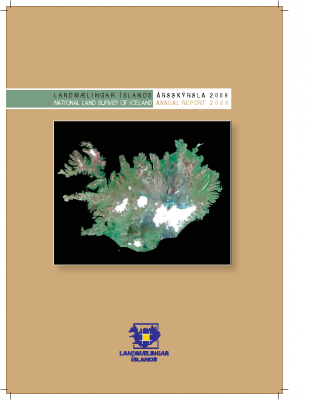 LANDMÆLINGAR ÍSLANDS ÁRSSKÝRSLA 2008
NATIONAL LAND SURVEY OF ICELAND ANNUAL REPORT 2008
LANDMÆLINGAR
ÍSLANDS